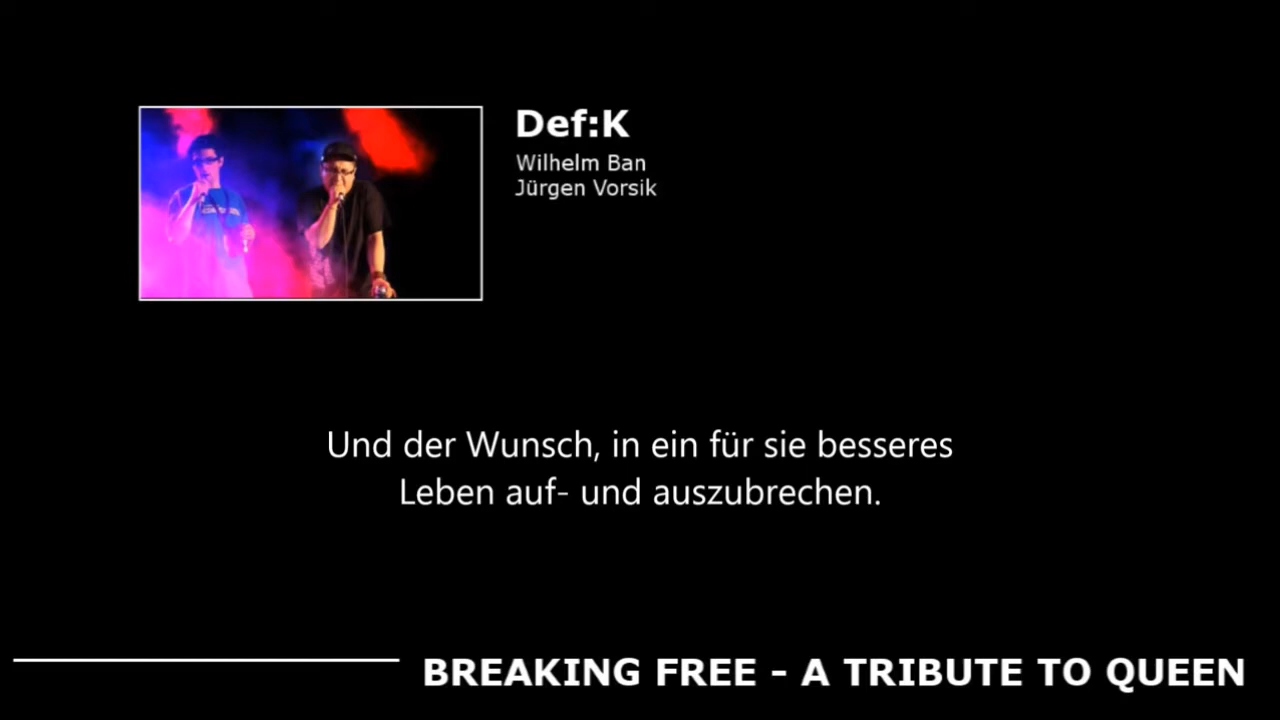 Def:K
Wilhelm Ban
Jürgen Vorsik
Und der Wunsch, in ein für sie besseres
Leben auf- und auszubrechen.
BREAKING FREE - A TRIBUTE TO QUEEN